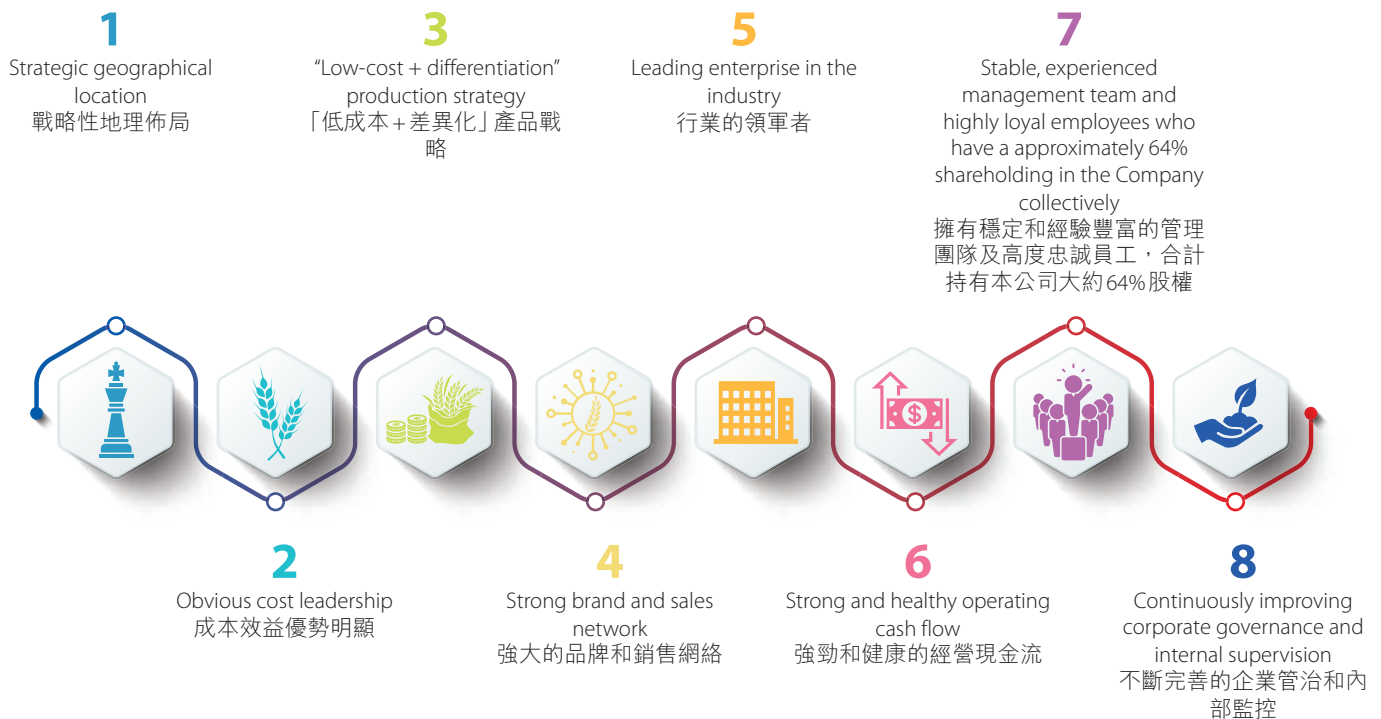 1
Strategic geographical
location
戰略性地理佈局
3
“Low-cost + differentiation”
production strategy
「低成本+差異化」產品戰
略
5
Leading enterprise in the
industry
行業的領軍者
7
Stable, experienced
management team and
highly loyal employees who
have a approximately 64%
shareholding in the Company
collectively
擁有穩定和經驗豐富的管理
團隊及高度忠誠員工，合計
持有本公司大約64%股權
$
2
Obvious cost leadership
成本效益優勢明顯
4
Strong brand and sales
network
強大的品牌和銷售網絡
6
Strong and healthy operating
cash flow
強勁和健康的經營現金流
8
Continuously improving
corporate governance and
internal supervision
不斷完善的企業管治和內
部監控